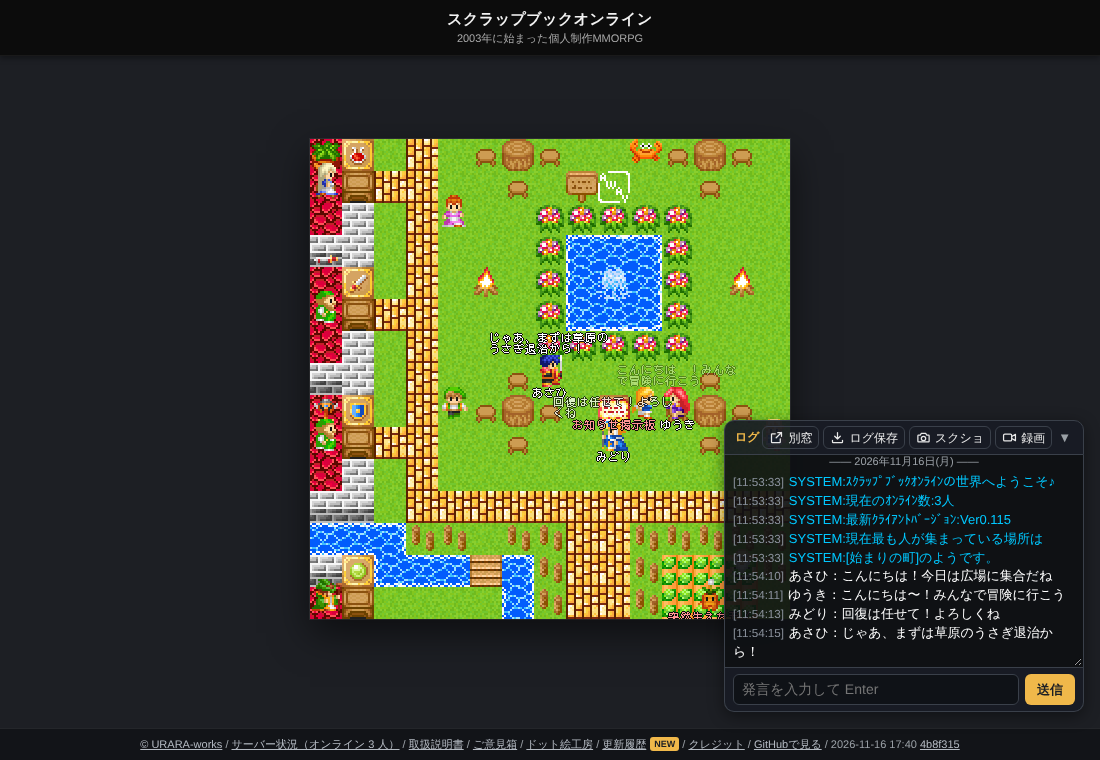 スクラップブックオンライン
2003年に始まった個人制作MMORPG
じゃあ、まずは草原の
うさぎ退治から！
こんにちは〜！みんな
で冒険に行こう
あさひ
回復は任せて！よろし
くね
お知らせ掲示板 ゆうき
みどり
ログ 別窓 ログ保存 スクショ 録画 ▼
―― 2026年11月16日(月) ――
[11:53:33] SYSTEM:ｽｸﾗｯﾌﾟﾌﾞｯｸｵﾝﾗｲﾝの世界へようこそ♪
[11:53:33] SYSTEM:現在のｵﾝﾗｲﾝ数:3人
[11:53:33] SYSTEM:最新ｸﾗｲｱﾝﾄﾊﾞｰｼﾞｮﾝ:Ver0.115
[11:53:33] SYSTEM:現在最も人が集まっている場所は
[11:53:33] SYSTEM:[始まりの町]のようです。
[11:54:10] あさひ：こんにちは！今日は広場に集合だね
[11:54:11] ゆうき：こんにちは〜！みんなで冒険に行こう
[11:54:13] みどり：回復は任せて！よろしくね
[11:54:15] あさひ：じゃあ、まずは草原のうさぎ退治か
ら！
発言を入力して Enter 送信
© URARA-works / サーバー状況（オンライン 3 人） / 取扱説明書 / ご意見箱 / ドット絵工房 / 更新履歴 NEW / クレジット / GitHubで見る / 2026-11-16 17:40 4b8f315